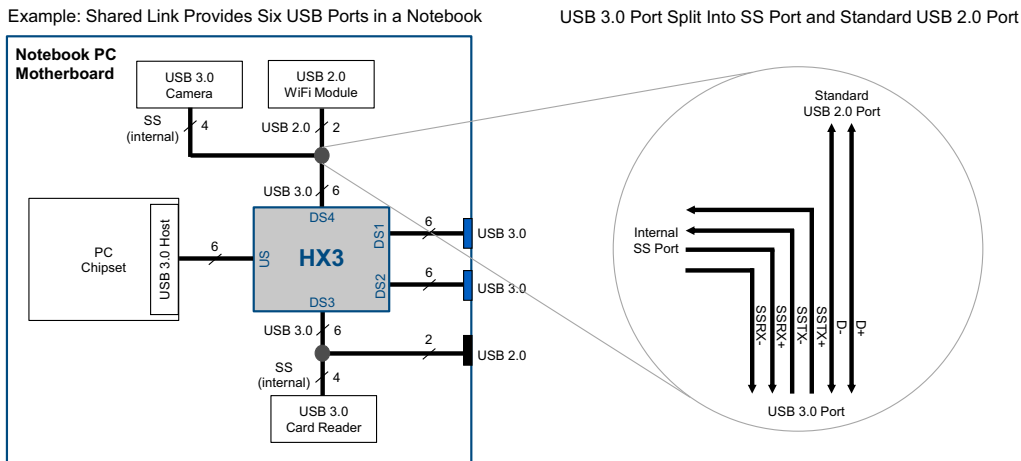 Example: Shared Link Provides Six USB Ports in a Notebook
USB 3.0 Port Split Into SS Port and Standard USB 2.0 Port
Notebook PC
Motherboard
USB 3.0
Camera
USB 2.0
WiFi Module
SS
(internal)
4
USB 2.0
2
USB 3.0
6
DS4
PC
Chipset
USB 3.0 Host
6
US
HX3
DS1
6
USB 3.0
DS2
6
USB 3.0
DS3
USB 3.0
6
2
USB 2.0
SS
(internal)
4
USB 3.0
Card Reader
Standard
USB 2.0 Port
Internal
SS Port
SSRX-
SSRX+
SSTX-
SSTX+
D-
D+
USB 3.0 Port